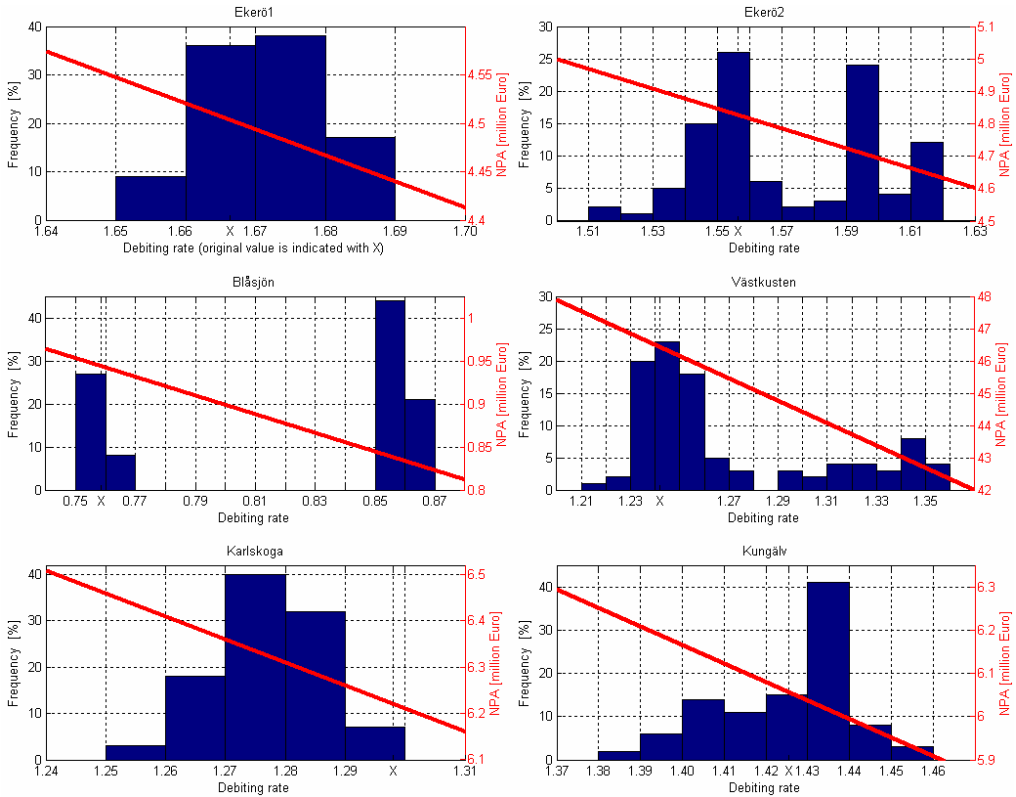 Ekerö1
40
30
20
10
0
Frequency [%]
4.55
4.5
4.45
4.4
NPA [million Euro]
1.64 1.65 1.66 X 1.67 1.68 1.69 1.70
Debiting rate (original value is indicated with X)
Ekerö2
30
25
20
15
10
5
0
Frequency [%]
5.1
5
4.9
4.8
4.7
4.6
4.5
NPA [million Euro]
1.51 1.53 1.55 X 1.57 1.59 1.61 1.63
Debiting rate
Blåsjön
40
30
20
10
0
Frequency [%]
1
0.95
0.9
0.85
0.8
NPA [million Euro]
0.75 X 0.77 0.79 0.81 0.83 0.85 0.87
Debiting rate
Västkusten
30
25
20
15
10
5
0
Frequency [%]
48
47
46
45
44
43
42
NPA [million Euro]
1.21 1.23 X 1.27 1.29 1.31 1.33 1.35
Debiting rate
Karlskoga
40
30
20
10
0
Frequency [%]
6.5
6.4
6.3
6.2
6.1
NPA [million Euro]
1.24 1.25 1.26 1.27 1.28 1.29 X 1.31
Debiting rate
Kungälv
40
30
20
10
0
Frequency [%]
6.3
6.2
6.1
6
5.9
NPA [million Euro]
1.37 1.38 1.39 1.40 1.41 1.42 X 1.43 1.44 1.45 1.46
Debiting rate